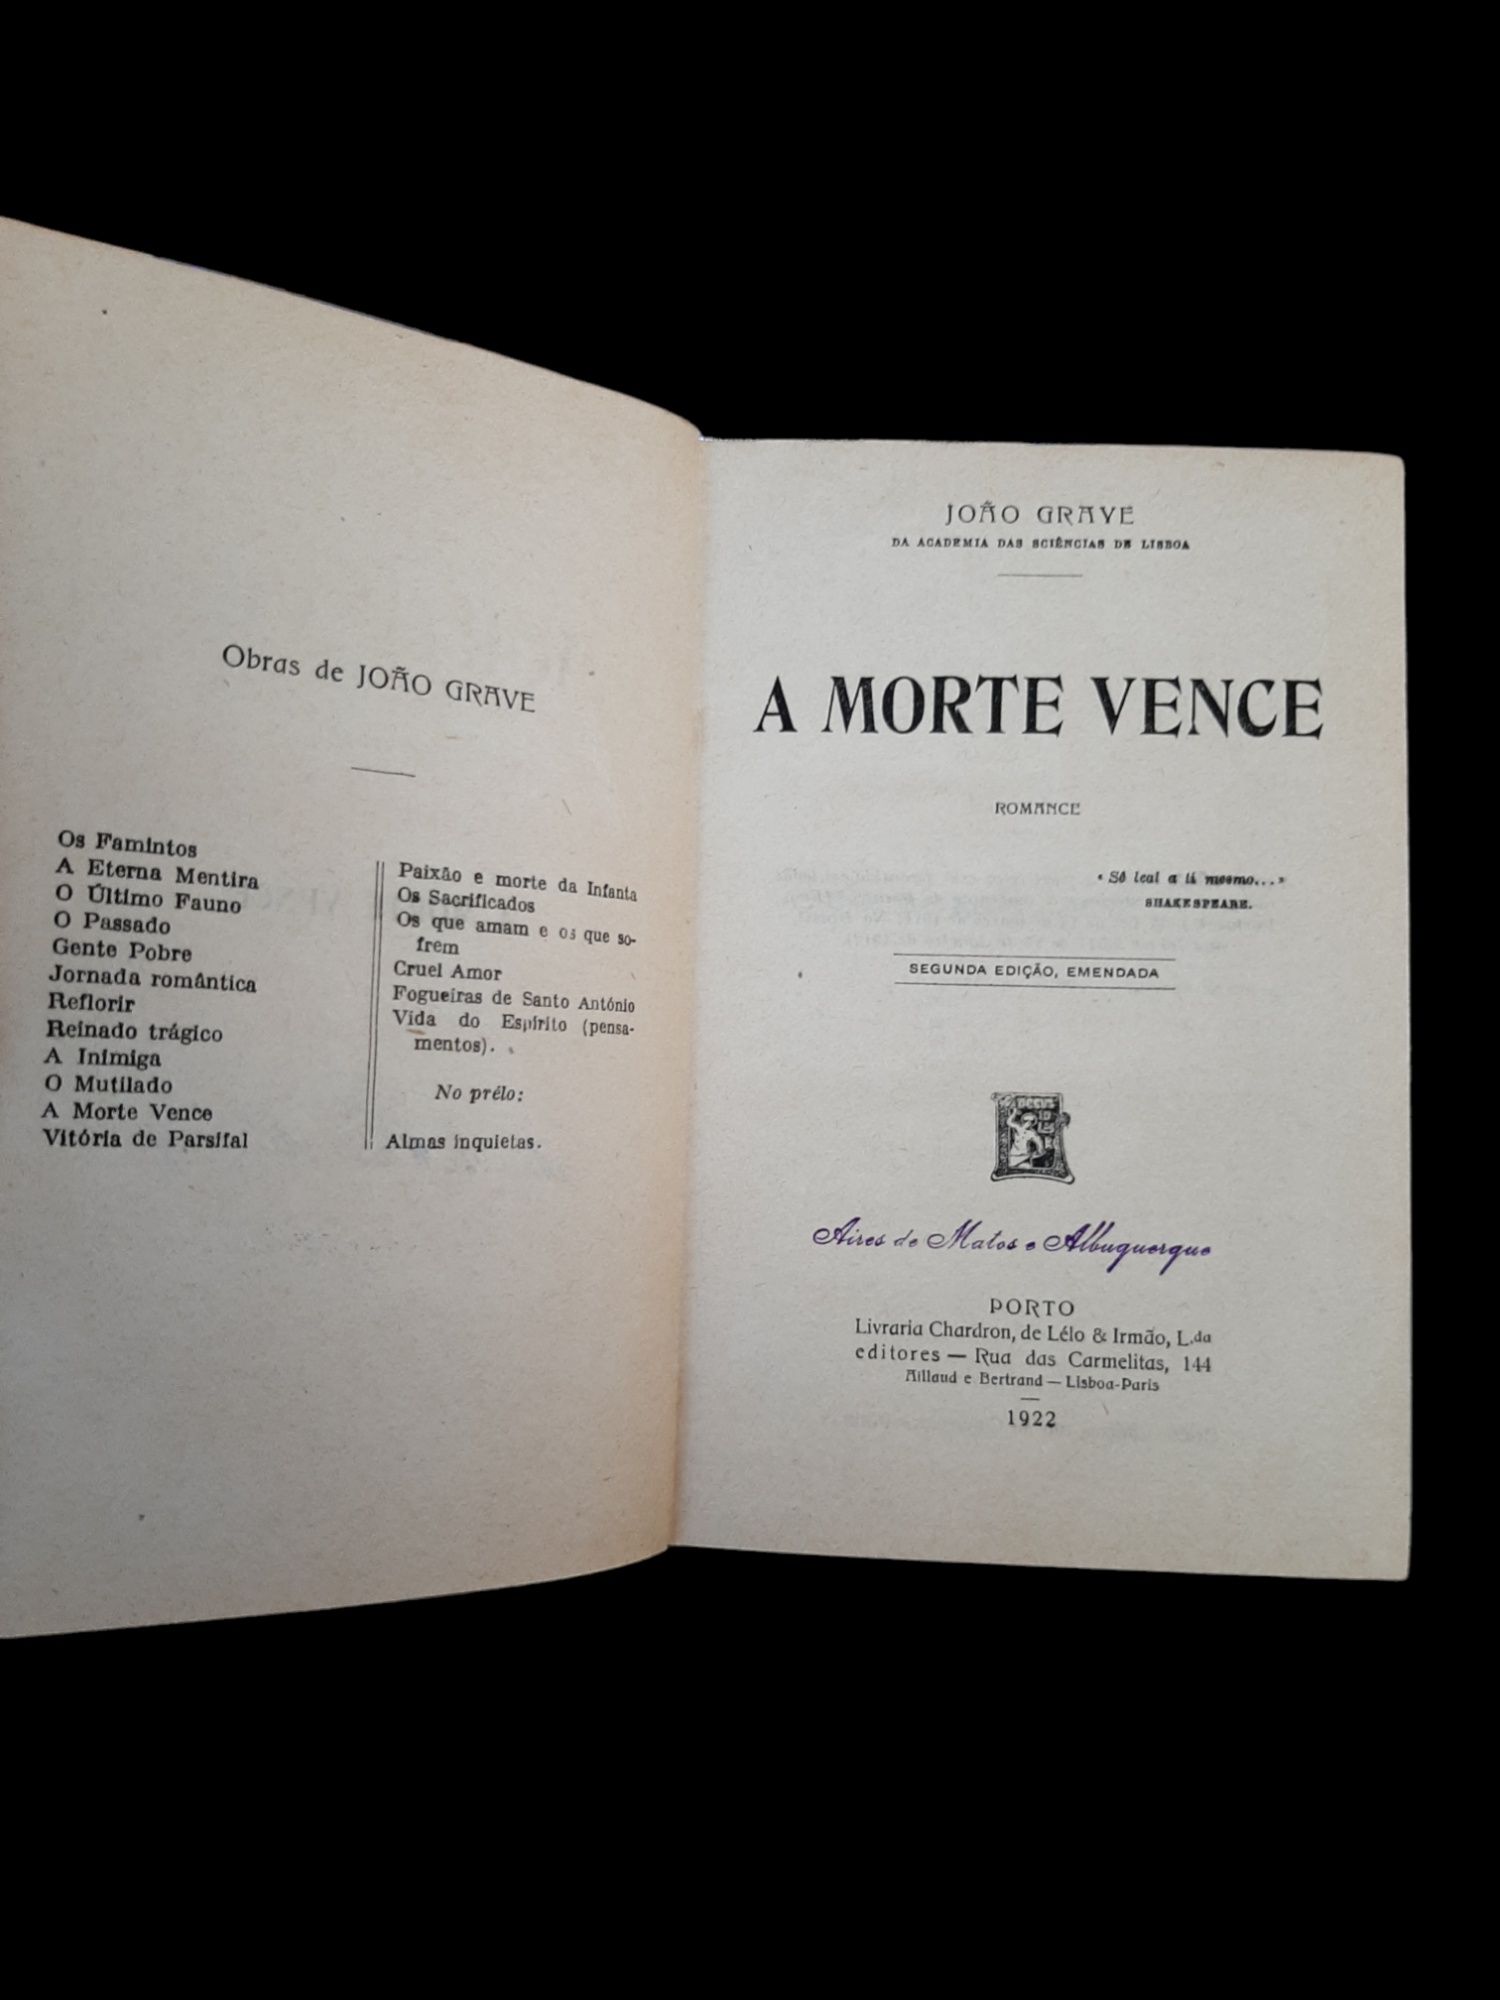 Obras de JOÃO GRAVE
Os Famintos
A Eterna Mentira
O Último Fauno
O Passado
Gente Pobre
Jornada romântica
Reflorir
Reinado trágico
A Inimiga
O Mutilado
A Morte Vence
Vitória de Parsifal
Paixão e morte da Infanta
Os Sacrificados
Os que amam e os que so-
frem
Cruel Amor
Fogueiras de Santo António
Vida do Espírito (pensa-
mentos).
No prélo:
Almas inquietas.
JOÃO GRAVE
DA ACADEMIA DAS SCIÊNCIAS DE LISBOA
A MORTE VENCE
ROMANCE
«Sê leal a ti mesmo...»
SHAKESPEARE.
SEGUNDA EDIÇÃO, EMENDADA
Aires de Matos e Albuquerque
PORTO
Livraria Chardron, de Lélo & Irmão, L.da
editores — Rua das Carmelitas, 144
Aillaud e Bertrand — Lisboa-Paris
1922